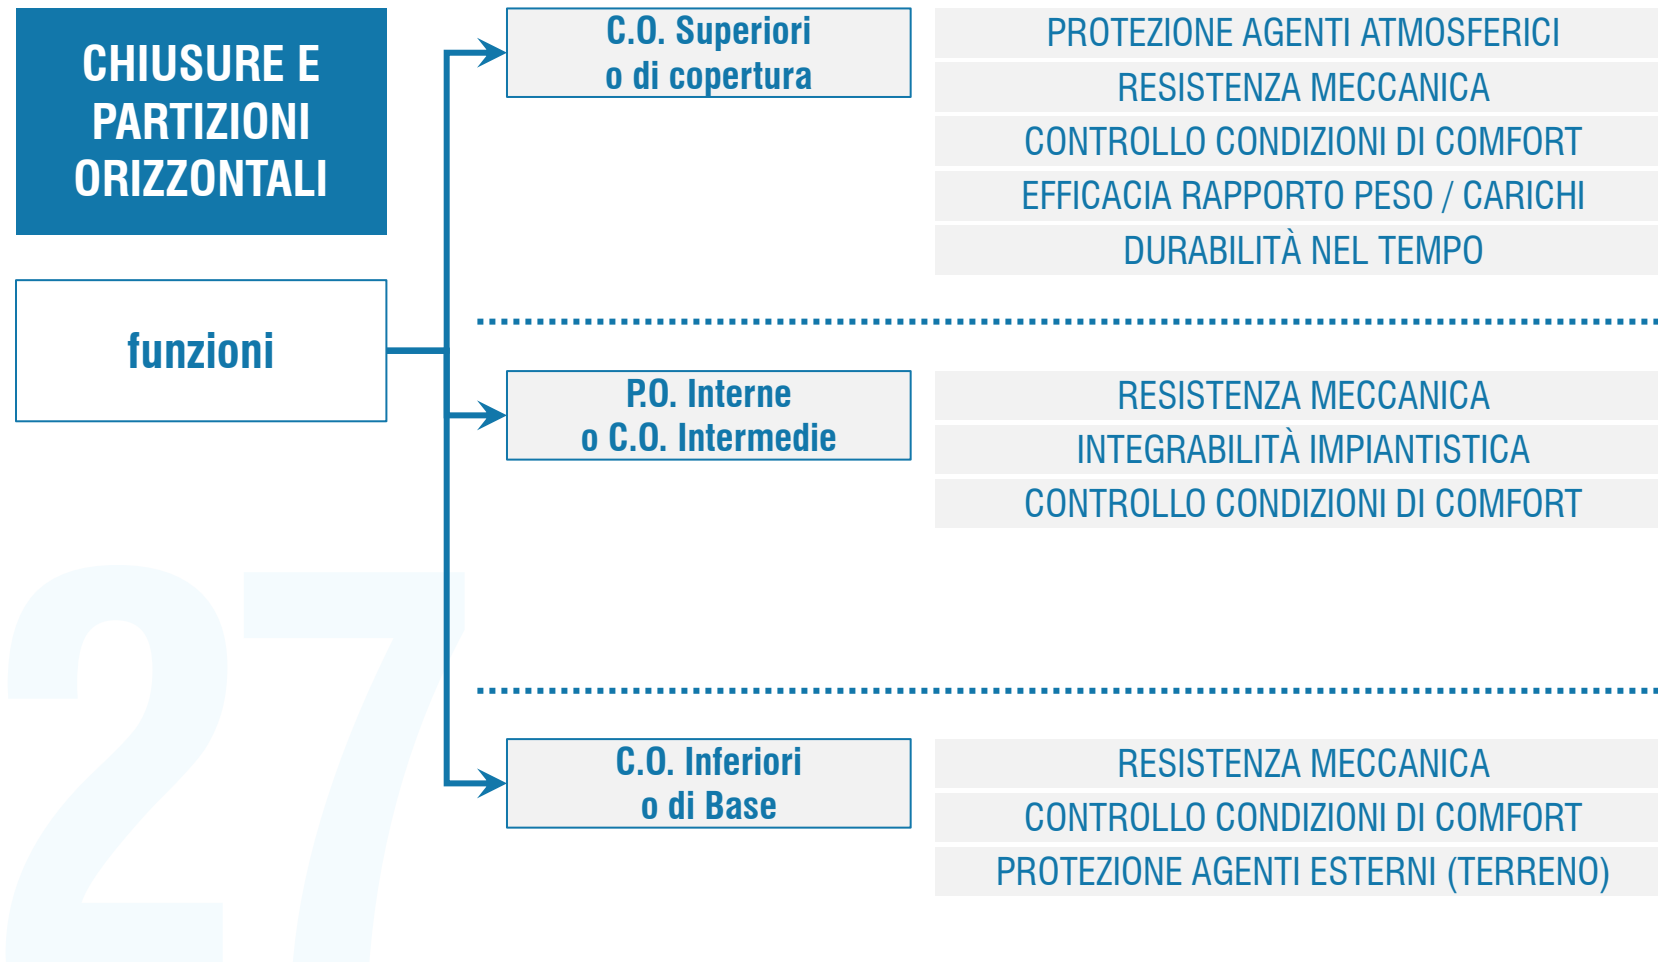 CHIUSURE E
PARTIZIONI
ORIZZONTALI
funzioni
C.O. Superiori
o di copertura
PROTEZIONE AGENTI ATMOSFERICI
RESISTENZA MECCANICA
CONTROLLO CONDIZIONI DI COMFORT
EFFICACIA RAPPORTO PESO / CARICHI
DURABILITÀ NEL TEMPO
P.O. Interne
o C.O. Intermedie
RESISTENZA MECCANICA
INTEGRABILITÀ IMPIANTISTICA
CONTROLLO CONDIZIONI DI COMFORT
C.O. Inferiori
o di Base
RESISTENZA MECCANICA
CONTROLLO CONDIZIONI DI COMFORT
PROTEZIONE AGENTI ESTERNI (TERRENO)
27